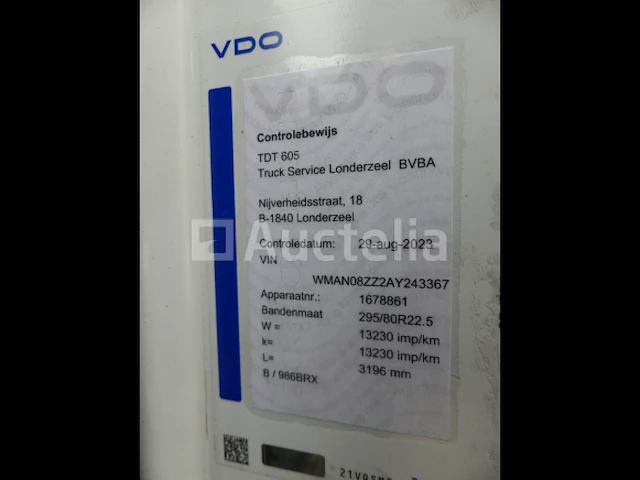 VDO
VDO
Controlebewijs
TDT 605
Truck Service Londerzeel BVBA
Nijverheidsstraat, 18
B-1840 Londerzeel
Auctelia
Controledatum: 29-aug-2023
VIN
WMAN08ZZ2AY243367
Apparaatnr.: 1678861
Bandenmaat 295/80R22.5
W = 13230 imp/km
k= 13230 imp/km
L= 3196 mm
B / 986BRX